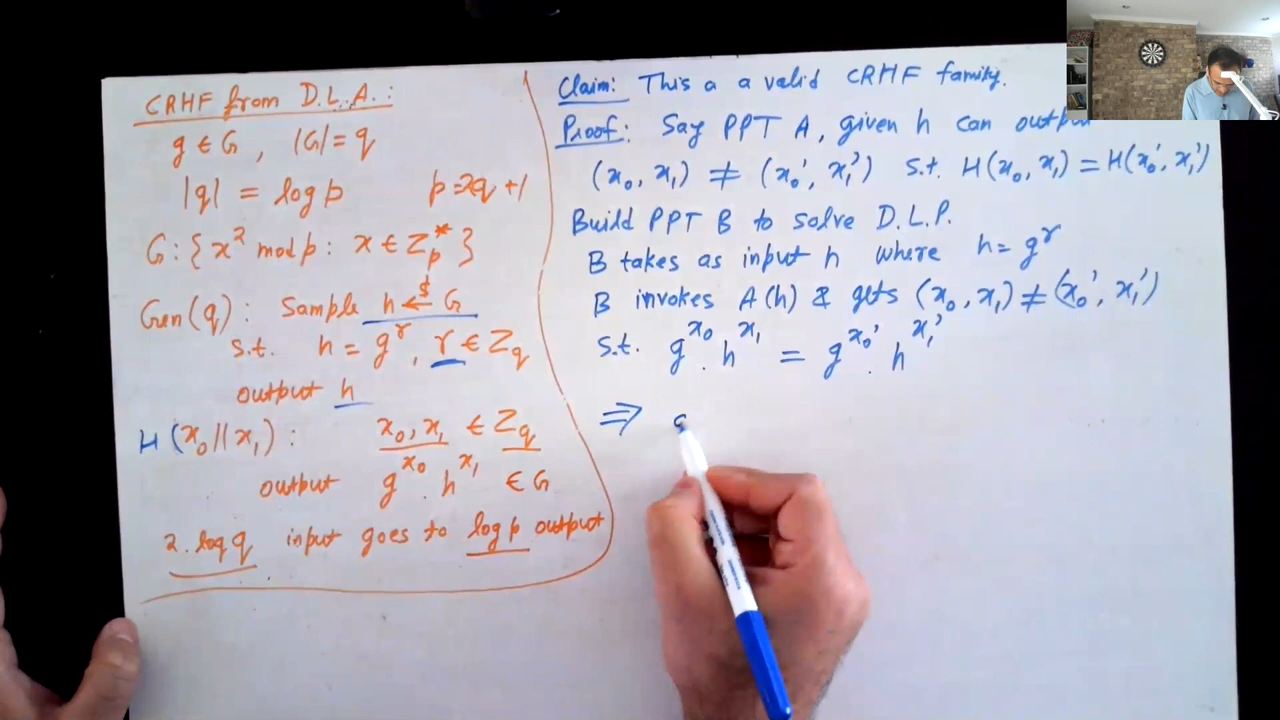 CRHF from D.L.A.:
g ∈ G, |G| = q
|q| = log p p = 2q + 1
G: { x² mod p : x ∈ Z_p^* }
Gen(q): Sample h ←$ G
s.t. h = g^r, r ∈ Z_q
output h
H(x₀||x₁): x₀, x₁ ∈ Z_q
output g^x₀ . h^x₁ ∈ G
2. log q input goes to log p output
Claim: This a a valid CRHF family.
Proof: Say PPT A, given h can
(x₀, x₁) ≠ (x₀', x₁') s.t. H(x₀, x₁) = H(x₀', x₁')
Build PPT B to solve D.L.P.
B takes as input h where h = g^r
B invokes A(h) & gets (x₀, x₁) ≠ (x₀', x₁')
s.t. g^x₀ . h^x₁ = g^x₀' . h^x₁'
⇒